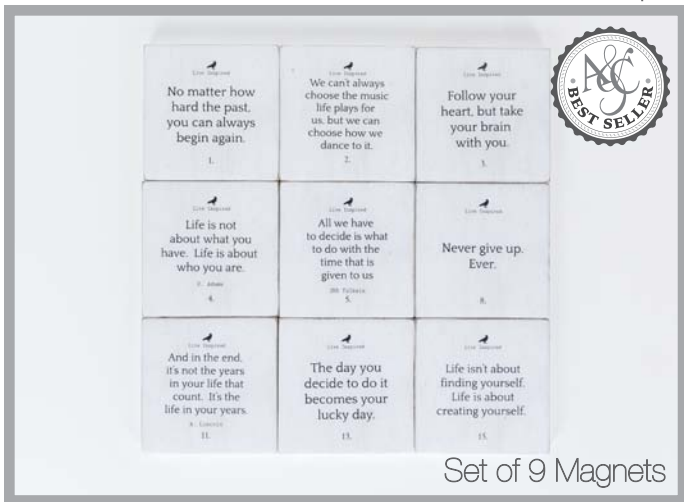 Live Inspired
No matter how
hard the past,
you can always
begin again.
1.
Live Inspired
We can't always
choose the music
life plays for
us, but we can
choose how we
dance to it.
2.
Live Inspired
Follow your
heart, but take
your brain
with you.
3.
Live Inspired
Life is not
about what you
have. Life is about
who you are.
4.
Live Inspired
All we have
to decide is what
to do with the
time that is
given to us
JRR Tolkein
5.
Live Inspired
Never give up.
Ever.
8.
Live Inspired
And in the end,
it's not the years
in your life that
count. It's the
life in your years.
A. Lincoln
11.
Live Inspired
The day you
decide to do it
becomes your
lucky day.
13.
Live Inspired
Life isn't about
finding yourself.
Life is about
creating yourself.
15.
A&C
BEST SELLER
Set of 9 Magnets